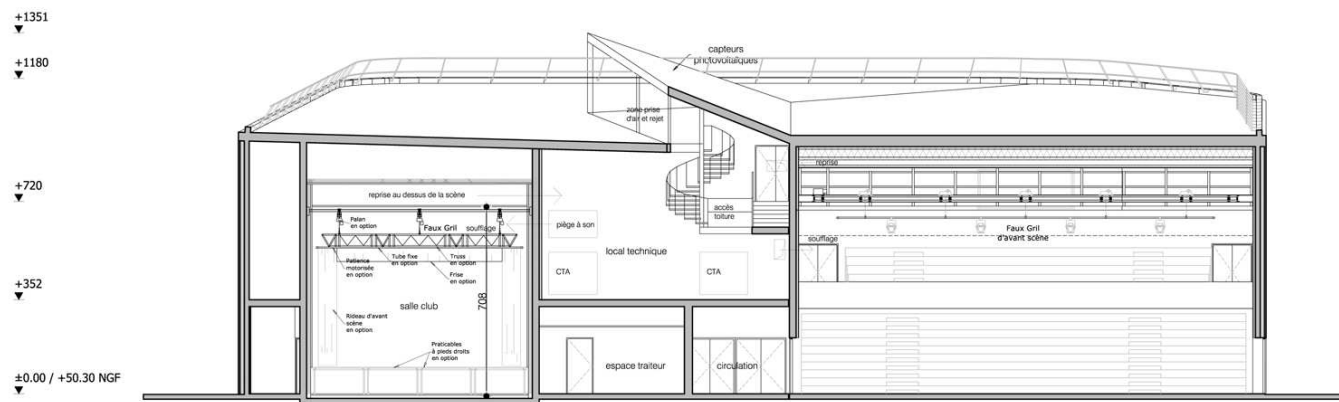 +1351
+1180
+720
+352
±0.00 / +50.30 NGF
capteurs
photovoltaïques
zone prise
d'air et rejet
accès
toiture
reprise au dessus de la scène
Palan
en option
Faux Gril
soufflage
Patience
motorisée
en option
Tube fixe
en option
Truss
en option
Frise
en option
salle club
708
Rideau d'avant
scène
en option
Praticables
à pieds droits
en option
piège à son
local technique
CTA
CTA
espace traiteur
circulation
reprise
soufflage
Faux Gril
d'avant scène